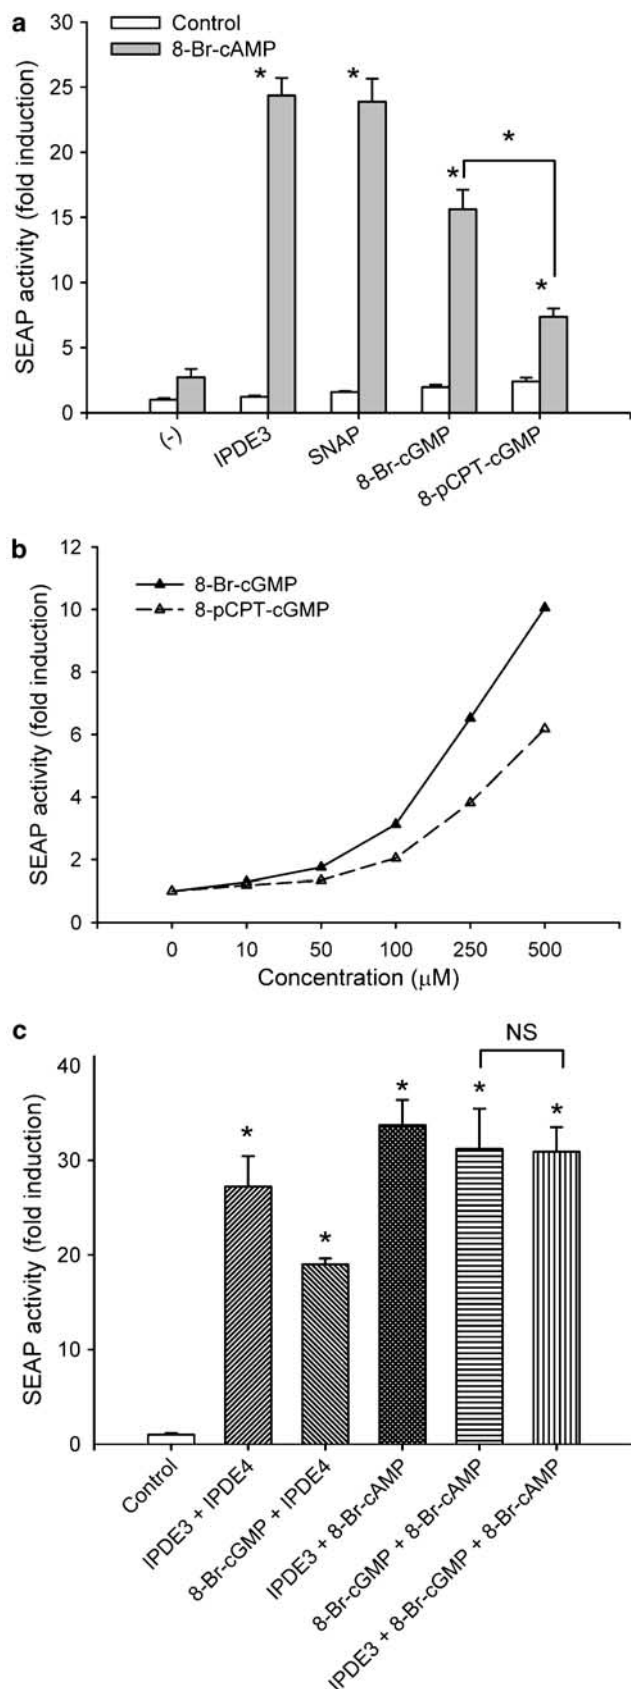 a
Control
8-Br-cAMP
SEAP activity (fold induction)
30
25
20
15
10
5
0
*
*
*
*
*
(-)
IPDE3
SNAP
8-Br-cGMP
8-pCPT-cGMP
b
8-Br-cGMP
8-pCPT-cGMP
SEAP activity (fold induction)
12
10
8
6
4
2
0
0 10 50 100 250 500
Concentration (µM)
c
NS
SEAP activity (fold induction)
40
30
20
10
0
*
*
*
*
*
Control
IPDE3 + IPDE4
8-Br-cGMP + IPDE4
IPDE3 + 8-Br-cAMP
8-Br-cGMP + 8-Br-cAMP
IPDE3 + 8-Br-cGMP + 8-Br-cAMP